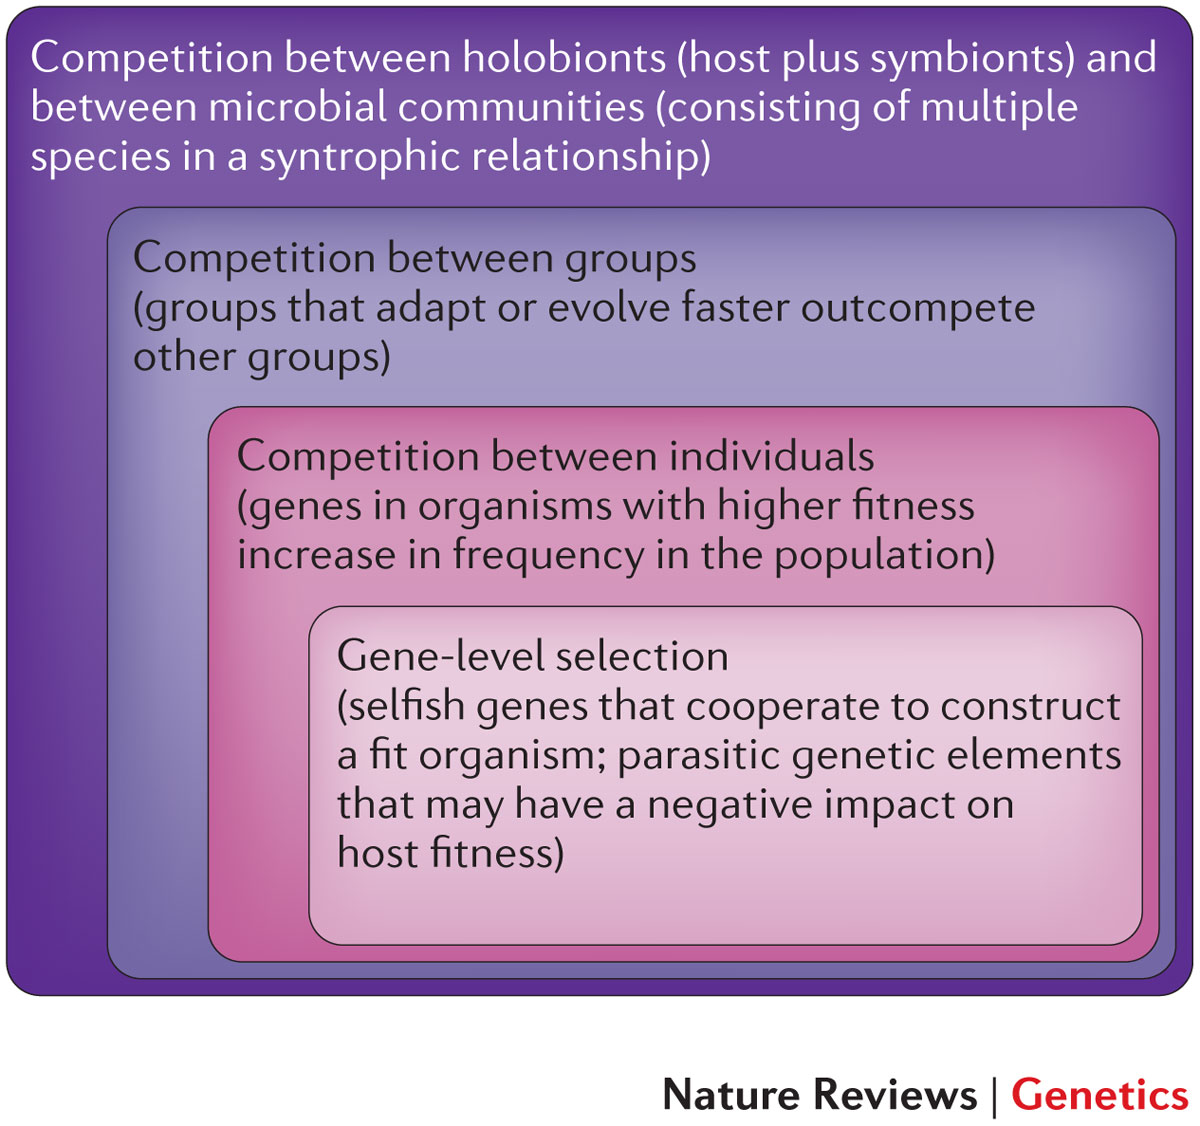 Competition between holobionts (host plus symbionts) and
between microbial communities (consisting of multiple
species in a syntrophic relationship)
Competition between groups
(groups that adapt or evolve faster outcompete
other groups)
Competition between individuals
(genes in organisms with higher fitness
increase in frequency in the population)
Gene-level selection
(selfish genes that cooperate to construct
a fit organism; parasitic genetic elements
that may have a negative impact on
host fitness)
Nature Reviews | Genetics